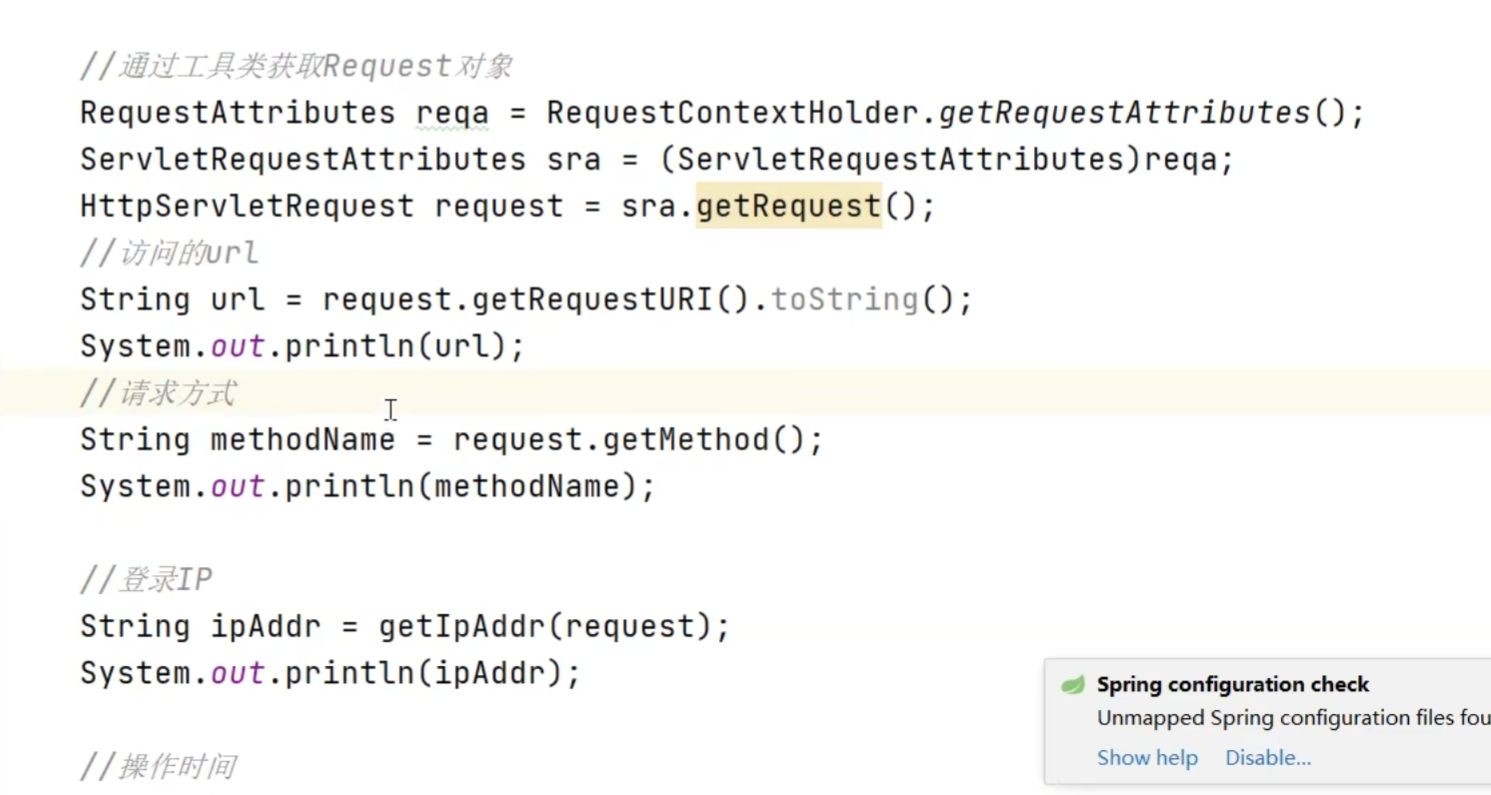 //通过工具类获取Request对象
RequestAttributes reqa = RequestContextHolder.getRequestAttributes();
ServletRequestAttributes sra = (ServletRequestAttributes)reqa;
HttpServletRequest request = sra.getRequest();
//访问的url
String url = request.getRequestURI().toString();
System.out.println(url);
//请求方式
String methodName = request.getMethod();
System.out.println(methodName);
//登录IP
String ipAddr = getIpAddr(request);
System.out.println(ipAddr);
//操作时间
Spring configuration check
Unmapped Spring configuration files fou
Show help Disable...